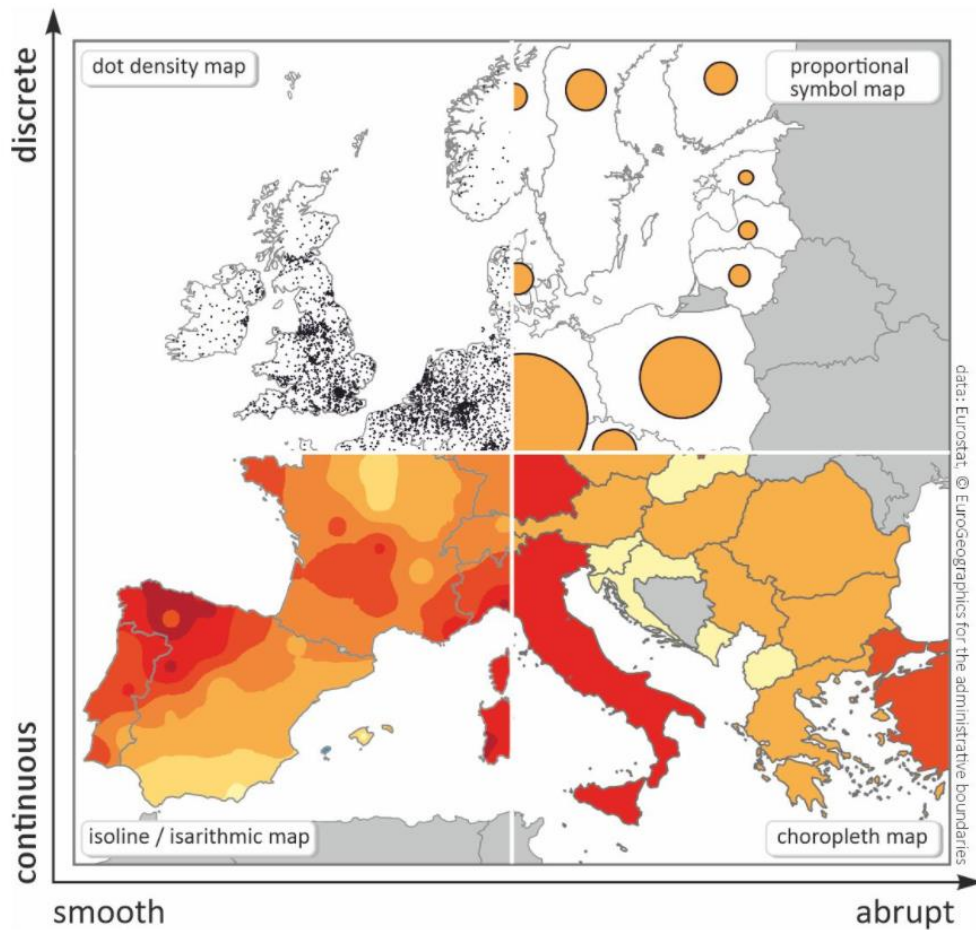 discrete
dot density map
proportional
symbol map
data: Eurostat, © EuroGeographics for the administrative boundaries
continuous
isoline / isarithmic map
choropleth map
smooth
abrupt